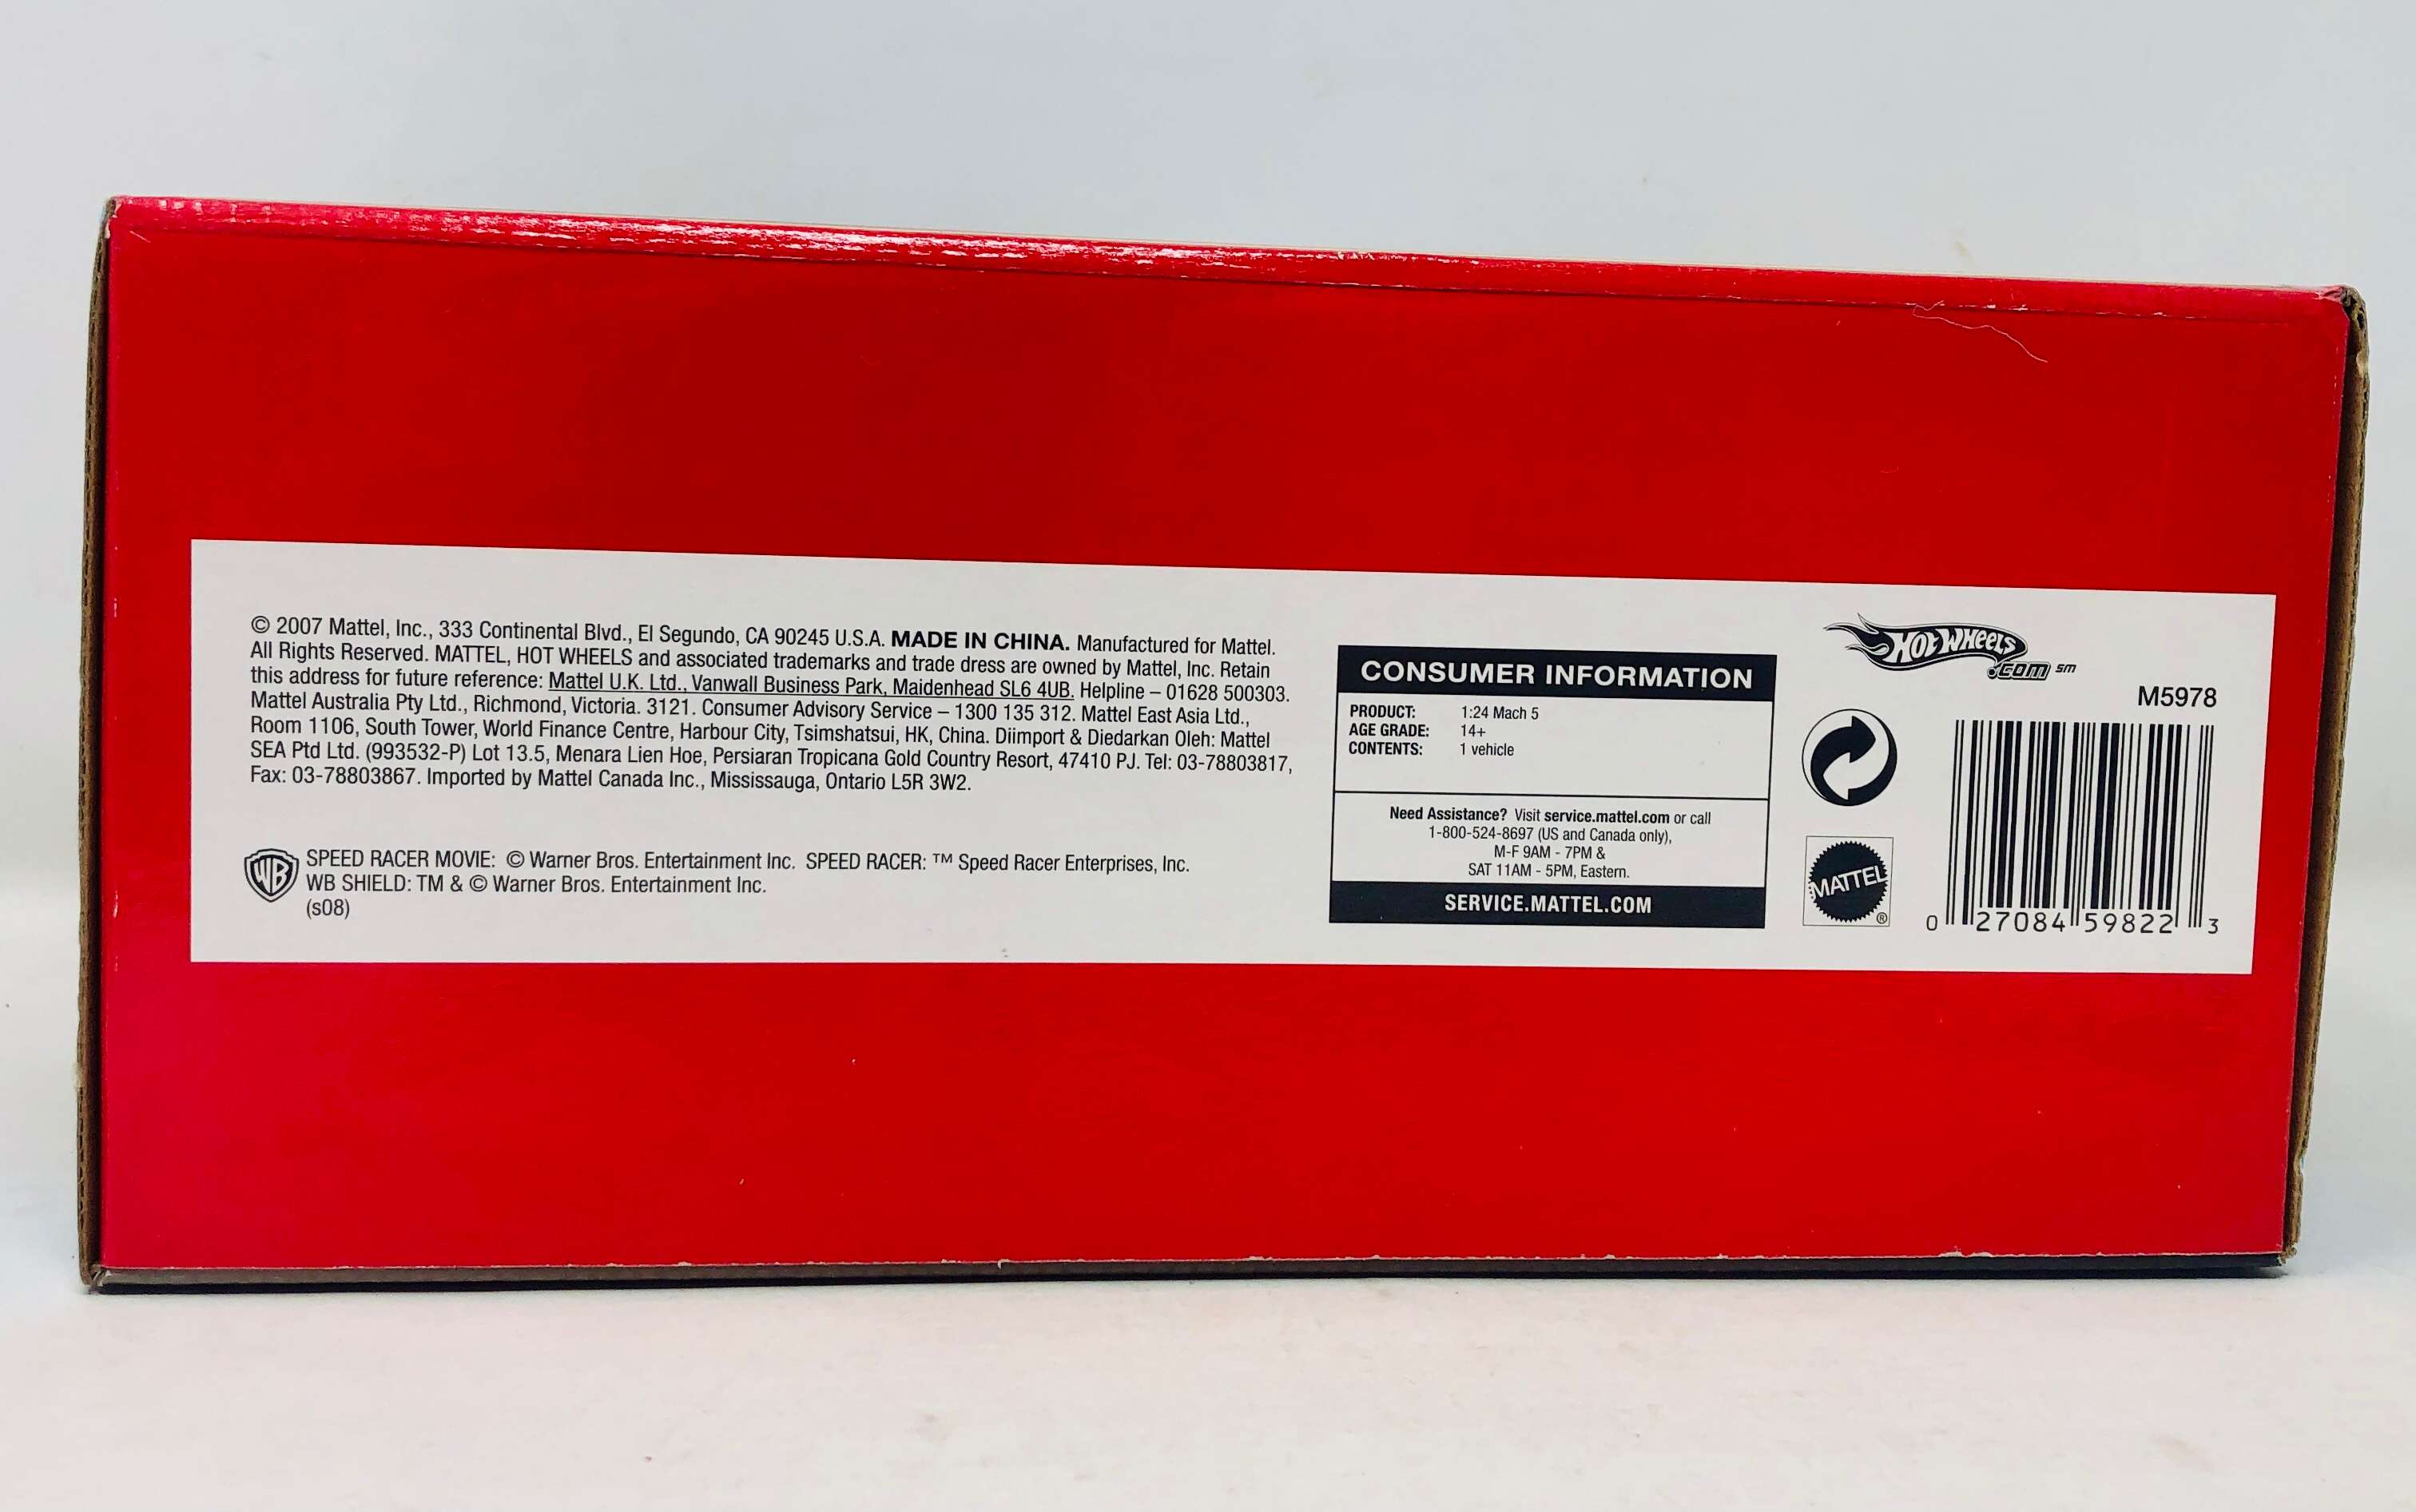 © 2007 Mattel, Inc., 333 Continental Blvd., El Segundo, CA 90245 U.S.A. MADE IN CHINA. Manufactured for Mattel.
All Rights Reserved. MATTEL, HOT WHEELS and associated trademarks and trade dress are owned by Mattel, Inc. Retain
this address for future reference: Mattel U.K. Ltd., Vanwall Business Park, Maidenhead SL6 4UB. Helpline – 01628 500303.
Mattel Australia Pty Ltd., Richmond, Victoria. 3121. Consumer Advisory Service – 1300 135 312. Mattel East Asia Ltd.,
Room 1106, South Tower, World Finance Centre, Harbour City, Tsimshatsui, HK, China. Diimport & Diedarkan Oleh: Mattel
SEA Ptd Ltd. (993532-P) Lot 13.5, Menara Lien Hoe, Persiaran Tropicana Gold Country Resort, 47410 PJ. Tel: 03-78803817,
Fax: 03-78803867. Imported by Mattel Canada Inc., Mississauga, Ontario L5R 3W2.
WB
SPEED RACER MOVIE: © Warner Bros. Entertainment Inc. SPEED RACER: ™ Speed Racer Enterprises, Inc.
WB SHIELD: TM & © Warner Bros. Entertainment Inc.
(s08)
CONSUMER INFORMATION
PRODUCT: 1:24 Mach 5
AGE GRADE: 14+
CONTENTS: 1 vehicle
Need Assistance? Visit service.mattel.com or call
1-800-524-8697 (US and Canada only),
M-F 9AM - 7PM &
SAT 11AM - 5PM, Eastern.
SERVICE.MATTEL.COM
HOT WHEELS
.COM SM
M5978
MATTEL ®
0 27084 59822 3